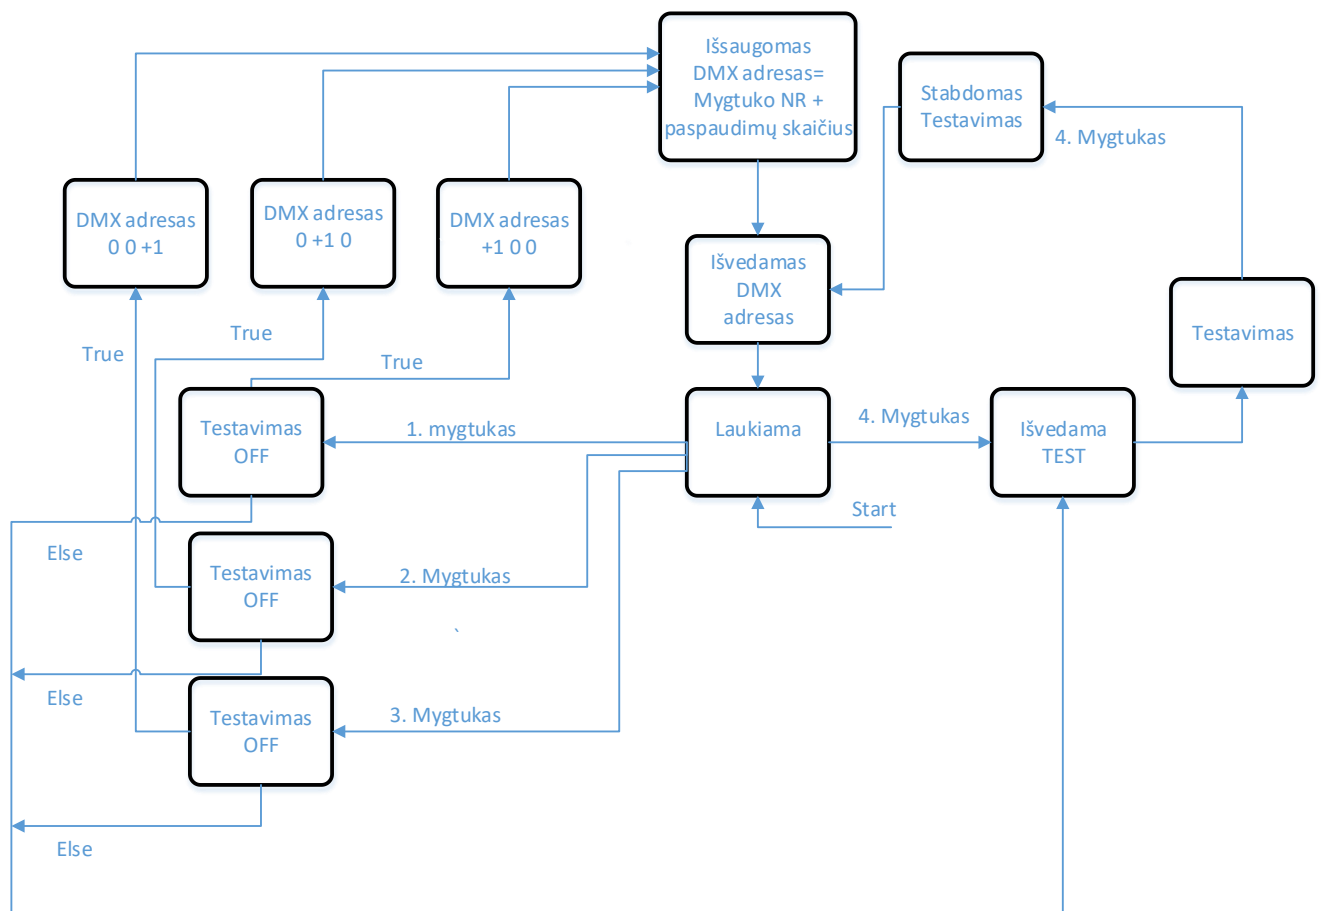 Išsaugomas
DMX adresas=
Mygtuko NR +
paspaudimų skaičius
Stabdomas
Testavimas
4. Mygtukas
DMX adresas
0 0 +1
DMX adresas
0 +1 0
DMX adresas
+1 0 0
Išvedamas
DMX
adresas
Testavimas
True
True
True
Testavimas
OFF
1. mygtukas
Laukiama
4. Mygtukas
Išvedama
TEST
Start
Else
Testavimas
OFF
2. Mygtukas
`
Else
Testavimas
OFF
3. Mygtukas
Else